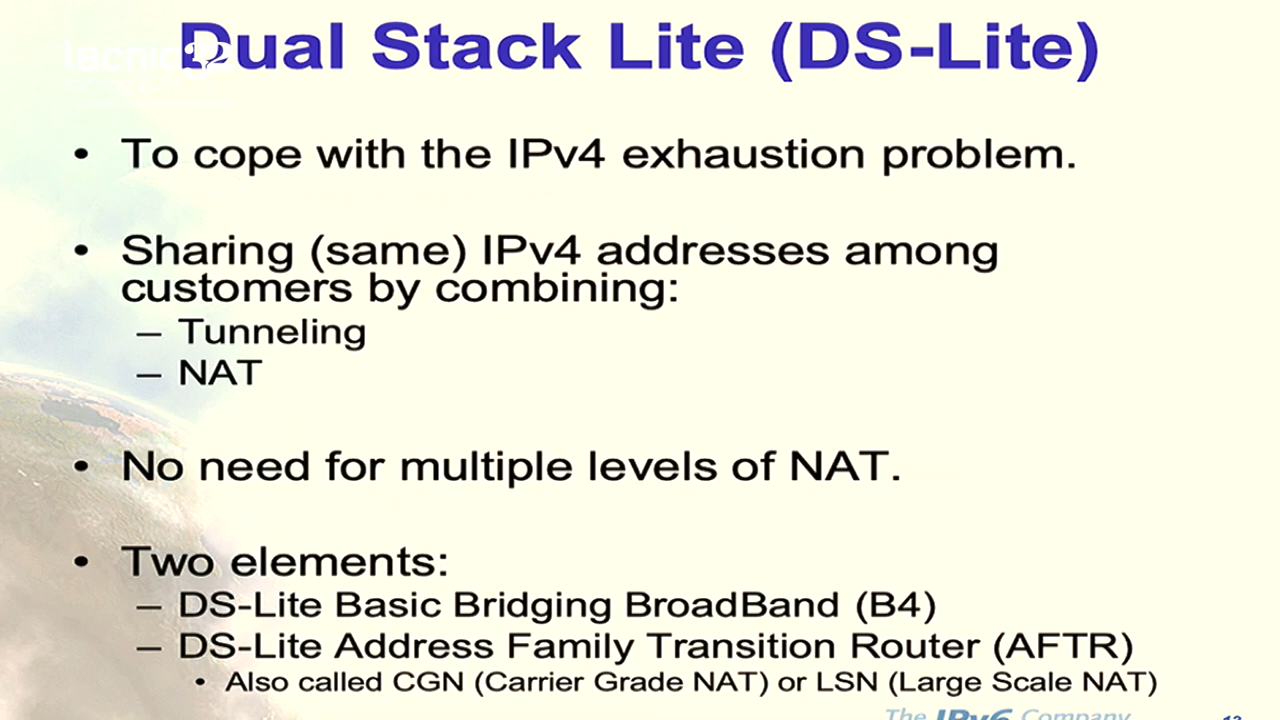 Dual Stack Lite (DS-Lite)
lacnic32
• To cope with the IPv4 exhaustion problem.
• Sharing (same) IPv4 addresses among
customers by combining:
– Tunneling
– NAT
• No need for multiple levels of NAT.
• Two elements:
– DS-Lite Basic Bridging BroadBand (B4)
– DS-Lite Address Family Transition Router (AFTR)
• Also called CGN (Carrier Grade NAT) or LSN (Large Scale NAT)
The IPv6 Company